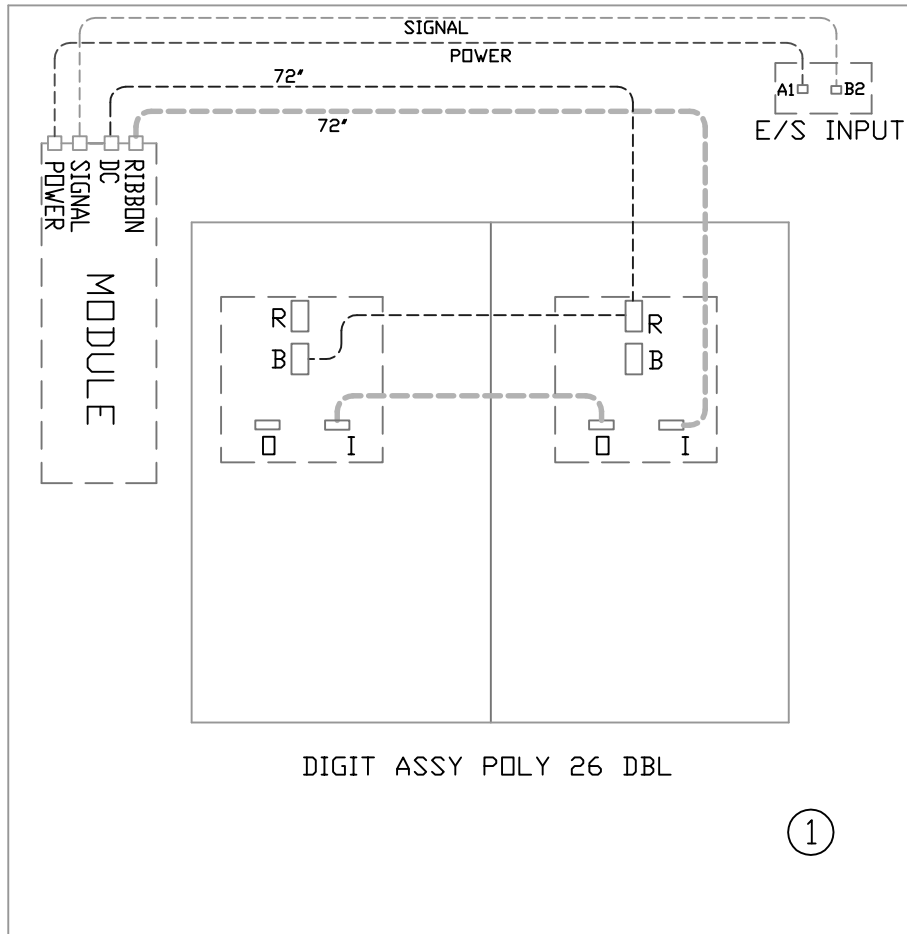 SIGNAL
POWER
72"
72"
A1 B2
E/S INPUT
POWER
SIGNAL
DC
RIBBON
MODULE
R
B
O I
R
B
O I
DIGIT ASSY POLY 26 DBL
1